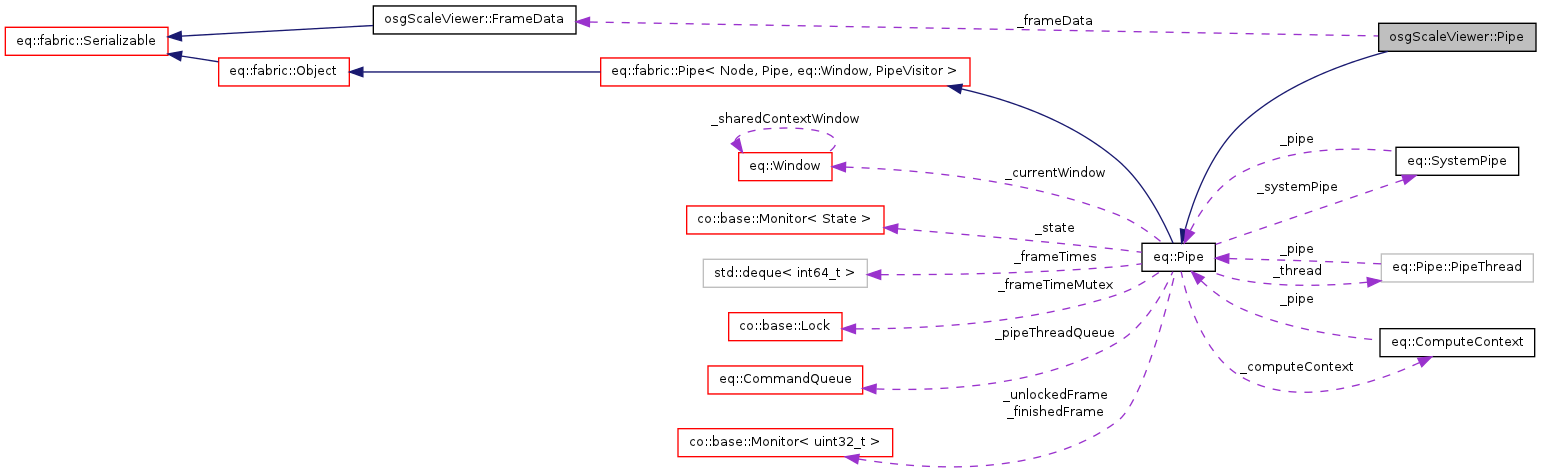 osgScaleViewer::FrameData
_frameData
osgScaleViewer::Pipe
eq::fabric::Serializable
eq::fabric::Object
eq::fabric::Pipe< Node, Pipe, eq::Window, PipeVisitor >
_sharedContextWindow
_pipe
eq::Window
eq::SystemPipe
_currentWindow
_systemPipe
co::base::Monitor< State >
_state
_pipe
eq::Pipe
_frameTimes
std::deque< int64_t >
_thread
eq::Pipe::PipeThread
_frameTimeMutex
_pipe
co::base::Lock
_pipeThreadQueue
eq::ComputeContext
_computeContext
eq::CommandQueue
_unlockedFrame
_finishedFrame
co::base::Monitor< uint32_t >